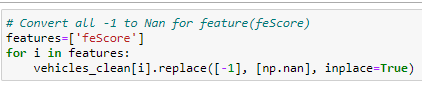 # Convert all -1 to Nan for feature(feScore)
features=['feScore']
for i in features:
    vehicles_clean[i].replace([-1], [np.nan], inplace=True)